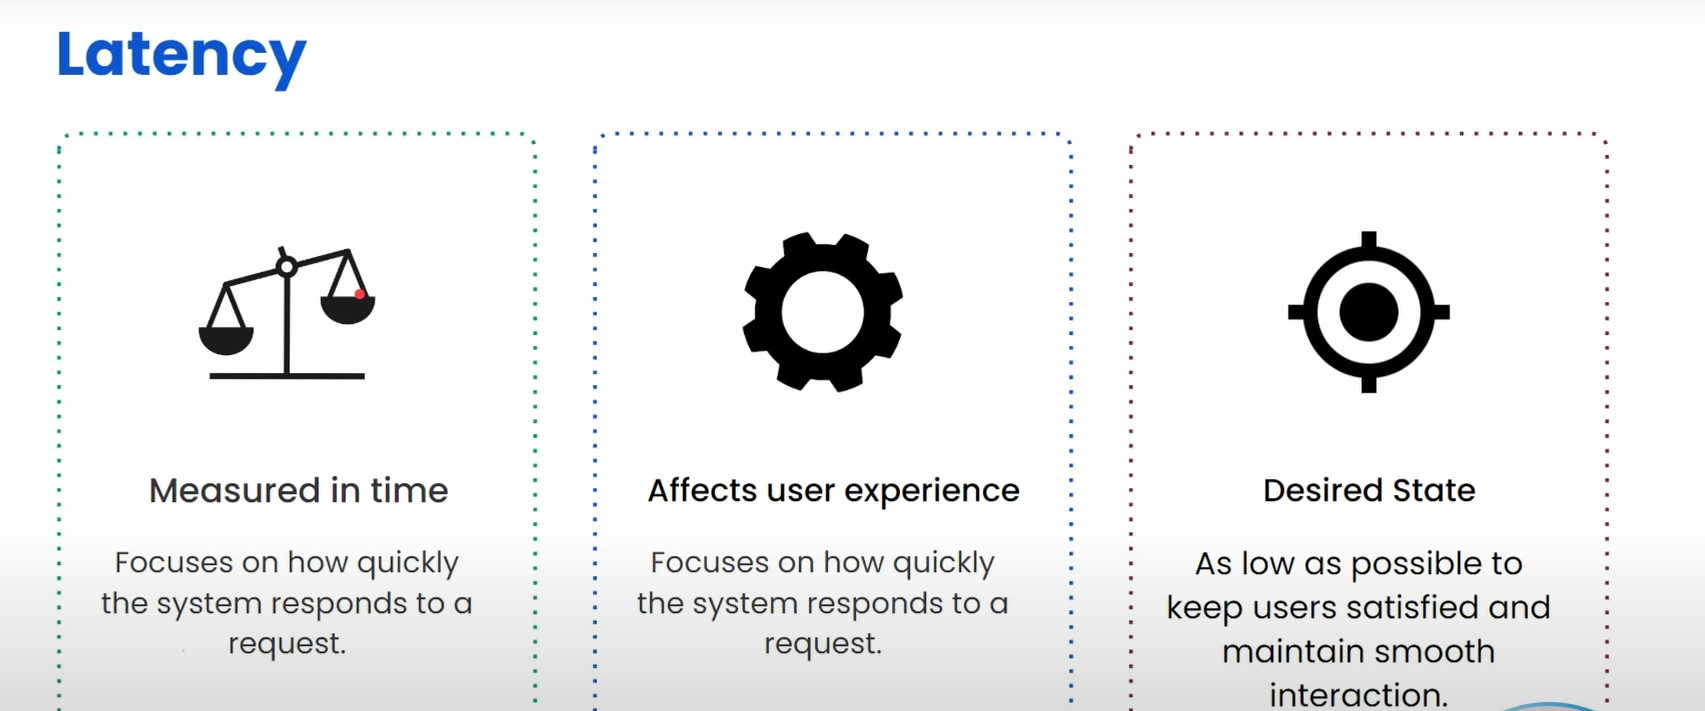 Latency
Measured in time
Focuses on how quickly
the system responds to a
request.
Affects user experience
Focuses on how quickly
the system responds to a
request.
Desired State
As low as possible to
keep users satisfied and
maintain smooth
interaction.